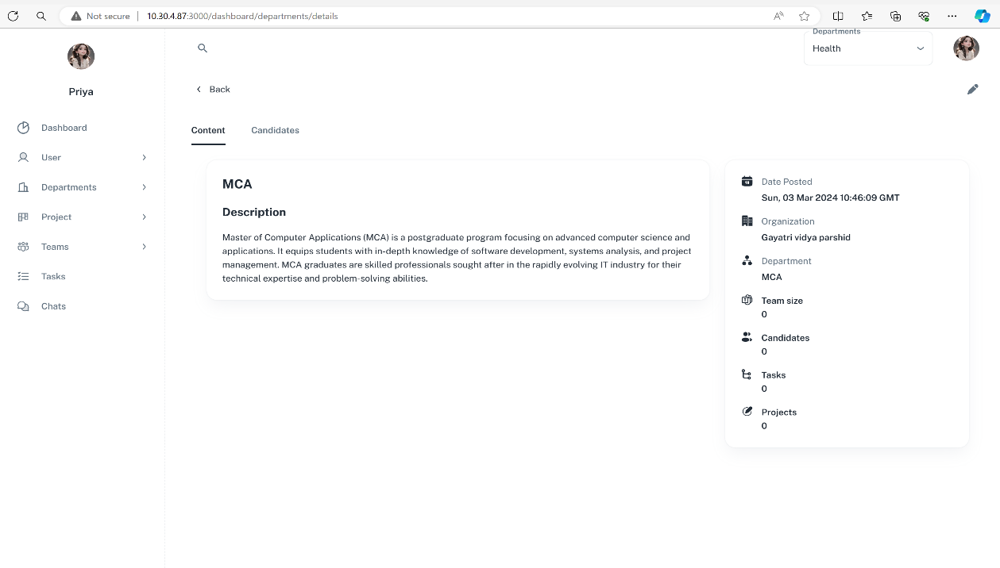 Not secure
10.30.4.87:3000/dashboard/departments/details
Priya
Dashboard
User
Departments
Project
Teams
Tasks
Chats
Departments
Health
Back
Content Candidates
MCA
Description
Master of Computer Applications (MCA) is a postgraduate program focusing on advanced computer science and
applications. It equips students with in-depth knowledge of software development, systems analysis, and project
management. MCA graduates are skilled professionals sought after in the rapidly evolving IT industry for their
technical expertise and problem-solving abilities.
Date Posted
Sun, 03 Mar 2024 10:46:09 GMT
Organization
Gayatri vidya parshid
Department
MCA
Team size
0
Candidates
0
Tasks
0
Projects
0